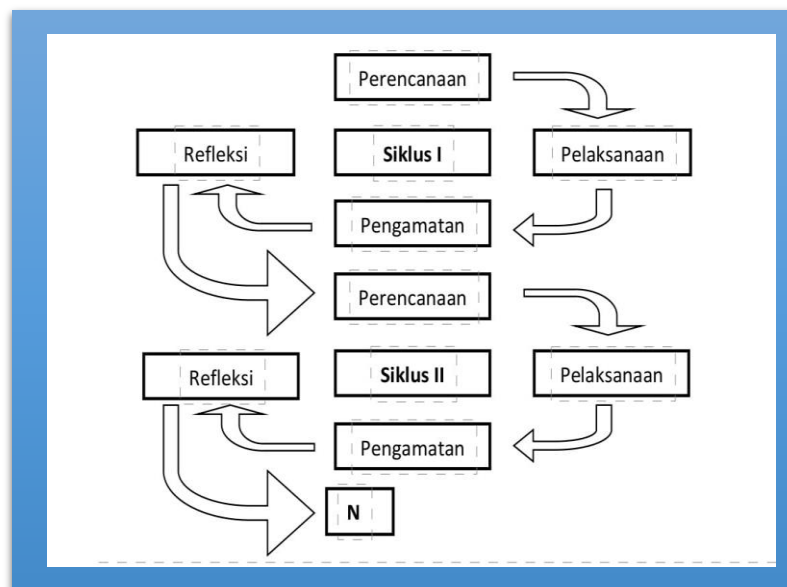 Perencanaan
Refleksi
Siklus I
Pelaksanaan
Pengamatan
Perencanaan
Refleksi
Siklus II
Pelaksanaan
Pengamatan
N